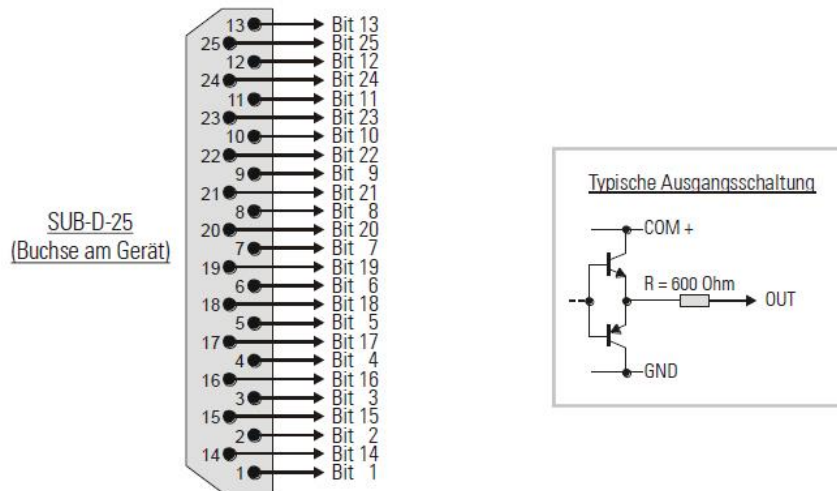 13 Bit 13
25 Bit 25
12 Bit 12
24 Bit 24
11 Bit 11
23 Bit 23
10 Bit 10
22 Bit 22
9 Bit 9
21 Bit 21
8 Bit 8
20 Bit 20
7 Bit 7
19 Bit 19
6 Bit 6
18 Bit 18
5 Bit 5
17 Bit 17
4 Bit 4
16 Bit 16
3 Bit 3
15 Bit 15
2 Bit 2
14 Bit 14
1 Bit 1
SUB-D-25
(Buchse am Gerät)
Typische Ausgangsschaltung
COM +
R = 600 Ohm
OUT
GND